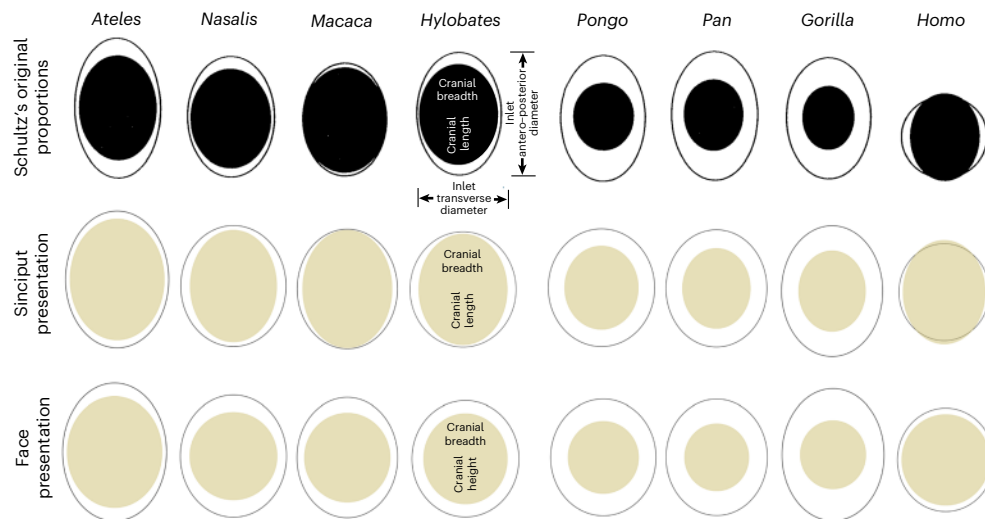 Ateles Nasalis Macaca Hylobates Pongo Pan Gorilla Homo
Schultz's original
proportions
Cranial
breadth
Cranial
length
Inlet
antero-posterior
diameter
Inlet
transverse
diameter
Sinciput
presentation
Cranial
breadth
Cranial
length
Face
presentation
Cranial
breadth
Cranial
height